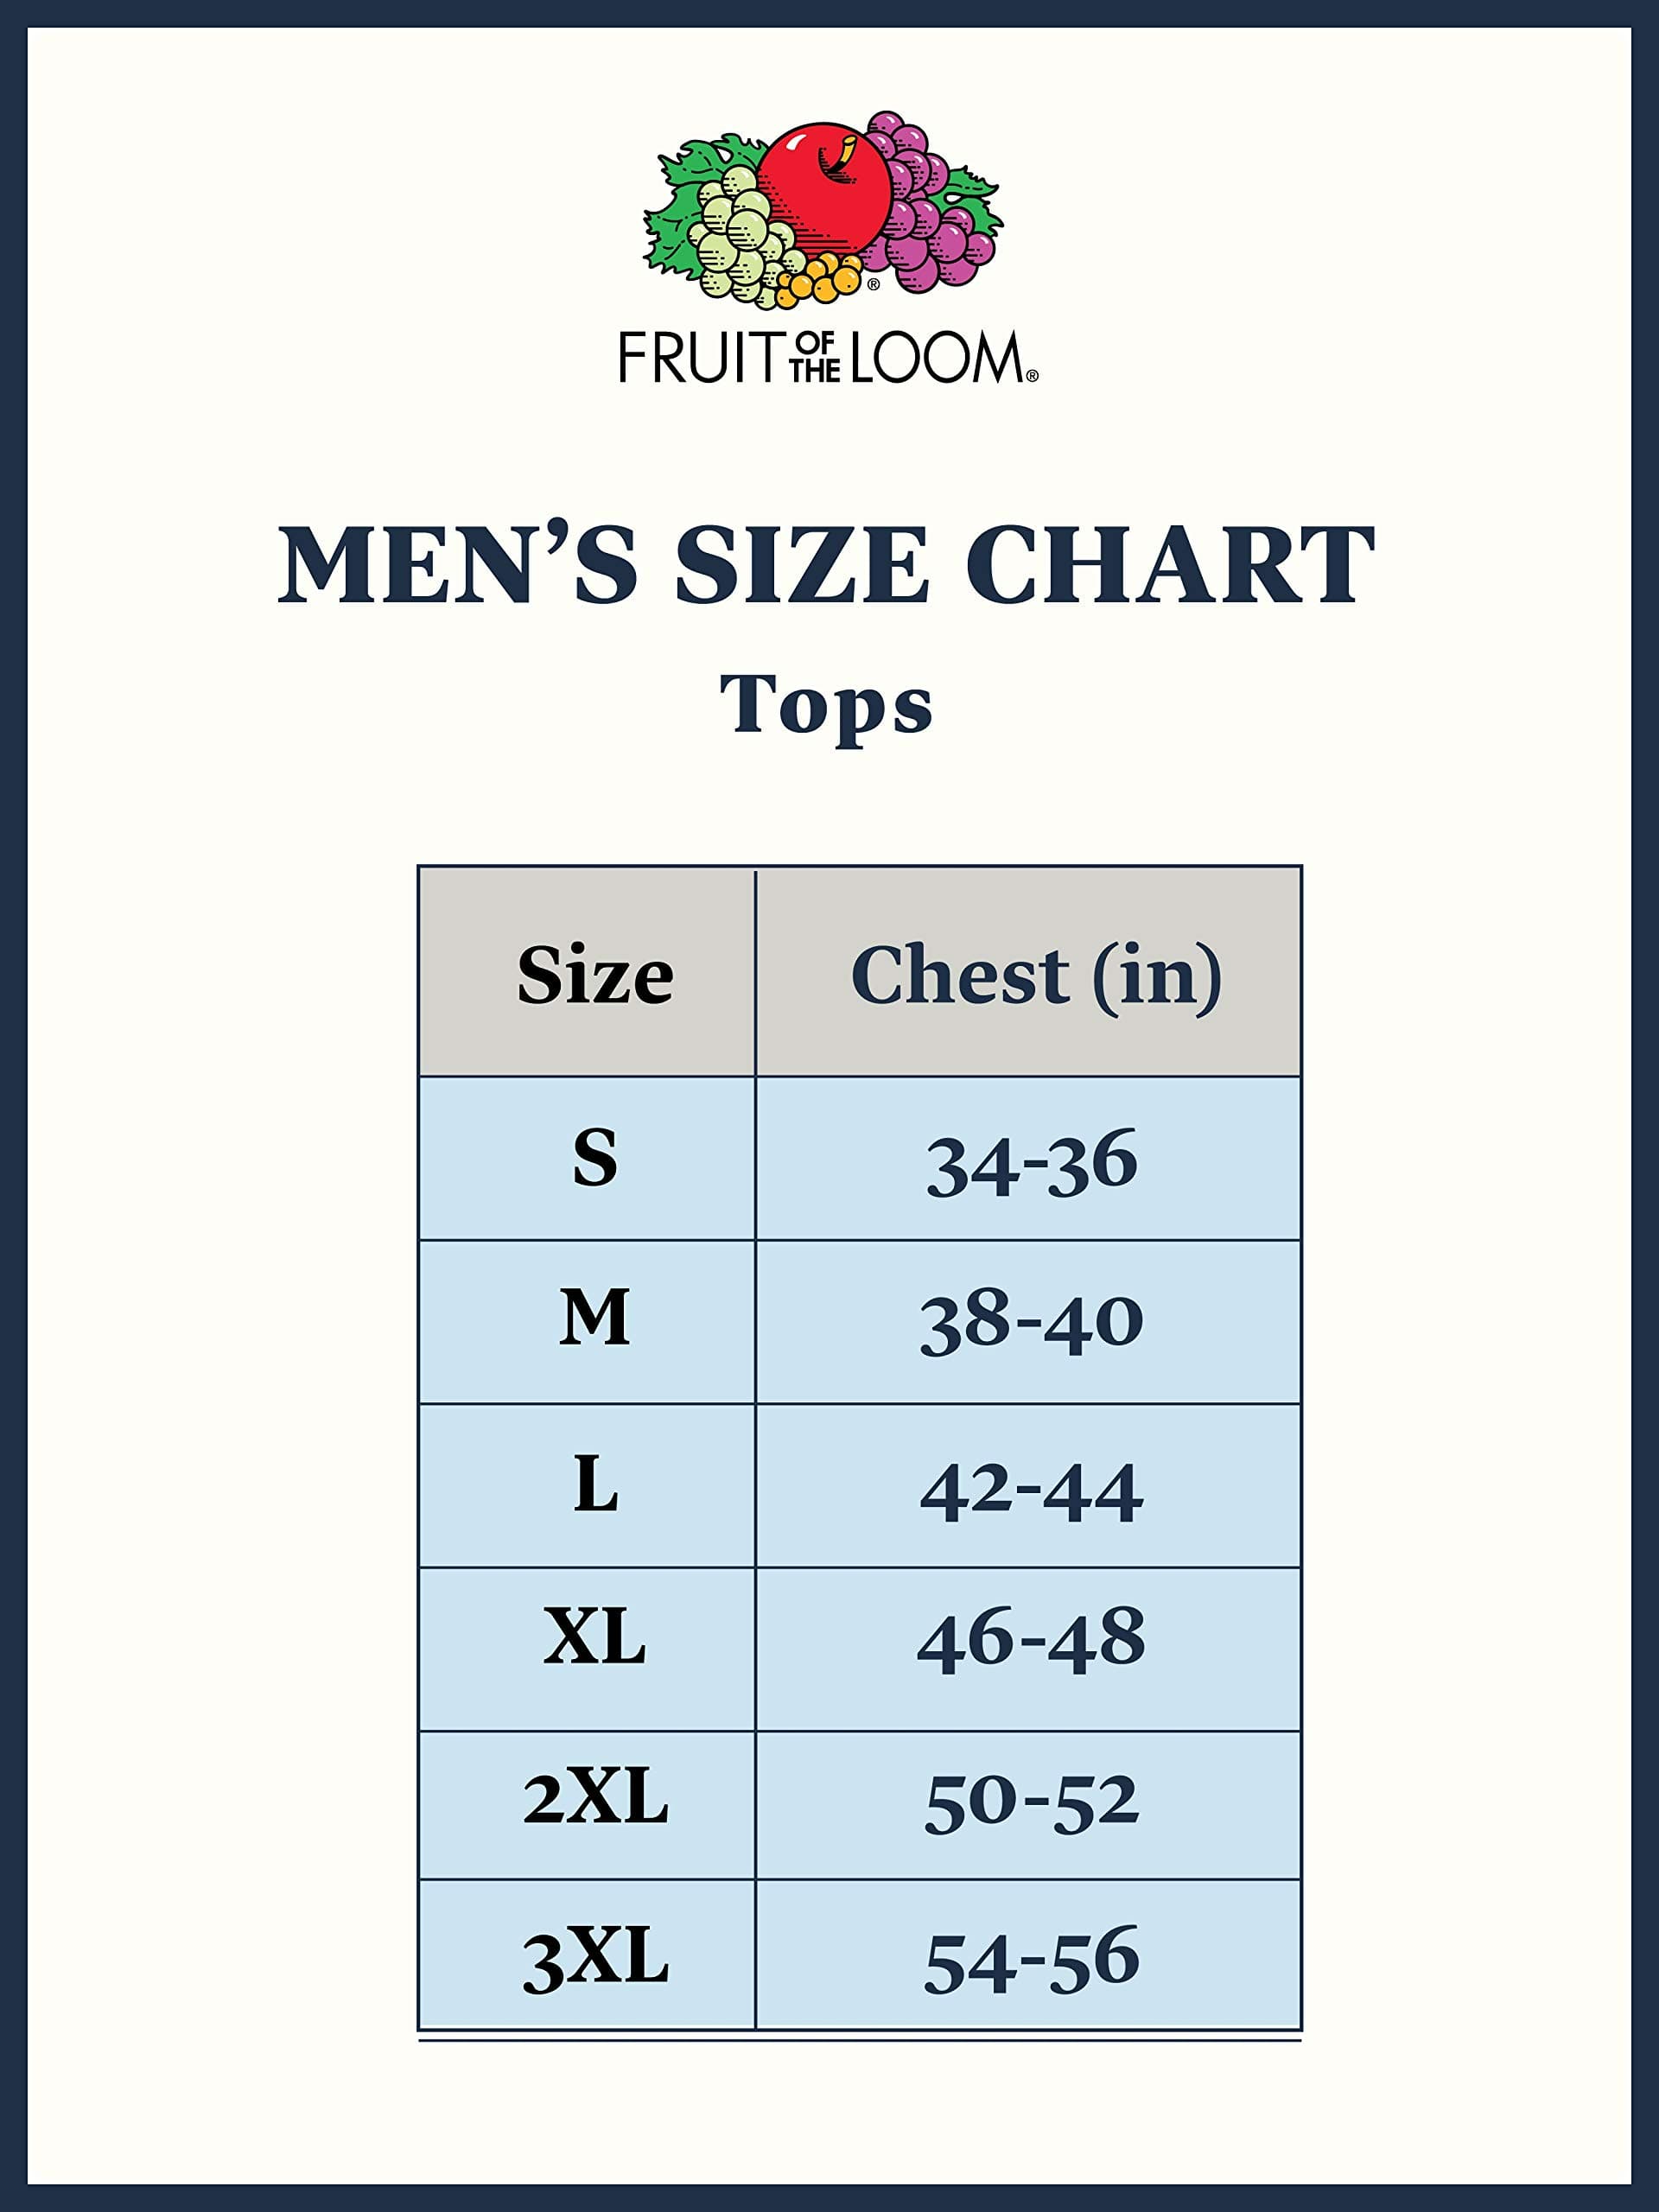 ®
FRUIT OF THE LOOM®
MEN’S SIZE CHART
Tops
Size Chest (in)
S 34-36
M 38-40
L 42-44
XL 46-48
2XL 50-52
3XL 54-56